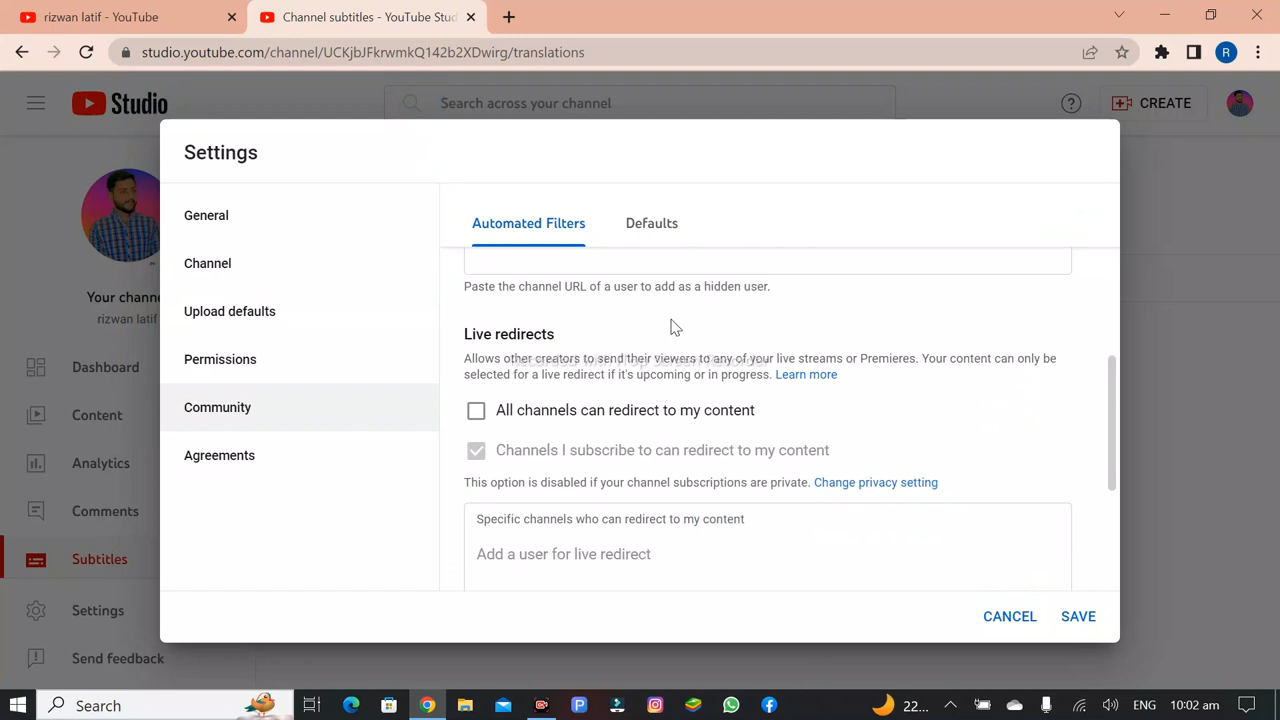 rizwan latif - YouTube
Channel subtitles - YouTube Stud
studio.youtube.com/channel/UCKjbJFkrwmkQ142b2XDwirg/translations
R
Studio
Search across your channel
CREATE
Settings
General
Channel
Upload defaults
Permissions
Community
Agreements
Automated Filters
Defaults
Paste the channel URL of a user to add as a hidden user.
Live redirects
Allows other creators to send their viewers to any of your live streams or Premieres. Your content can only be
selected for a live redirect if it's upcoming or in progress. Learn more
All channels can redirect to my content
Channels I subscribe to can redirect to my content
This option is disabled if your channel subscriptions are private. Change privacy setting
Specific channels who can redirect to my content
Add a user for live redirect
CANCEL
SAVE
Your chann
rizwan latif
Dashboard
Content
Analytics
Comments
Subtitles
Settings
Send feedback
Search
22...
ENG
10:02 am